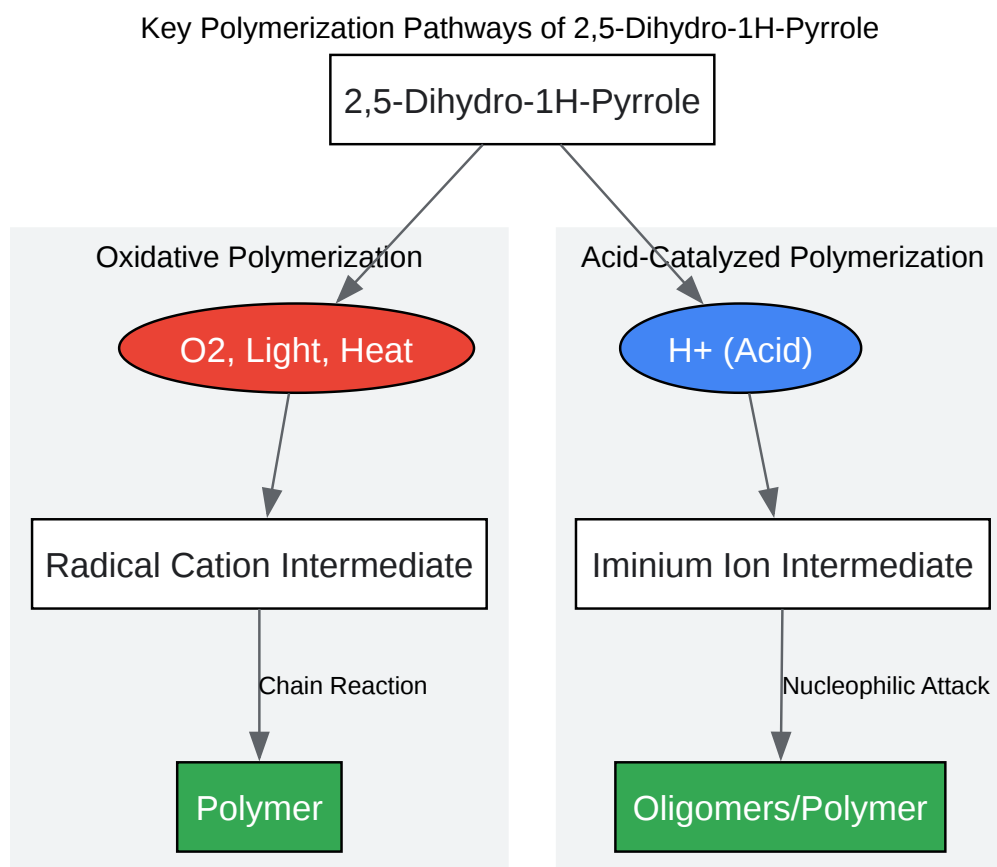 Key Polymerization Pathways of 2,5-Dihydro-1H-Pyrrole
2,5-Dihydro-1H-Pyrrole
Oxidative Polymerization
O2, Light, Heat
Radical Cation Intermediate
Chain Reaction
Polymer
Acid-Catalyzed Polymerization
H+ (Acid)
Iminium Ion Intermediate
Nucleophilic Attack
Oligomers/Polymer